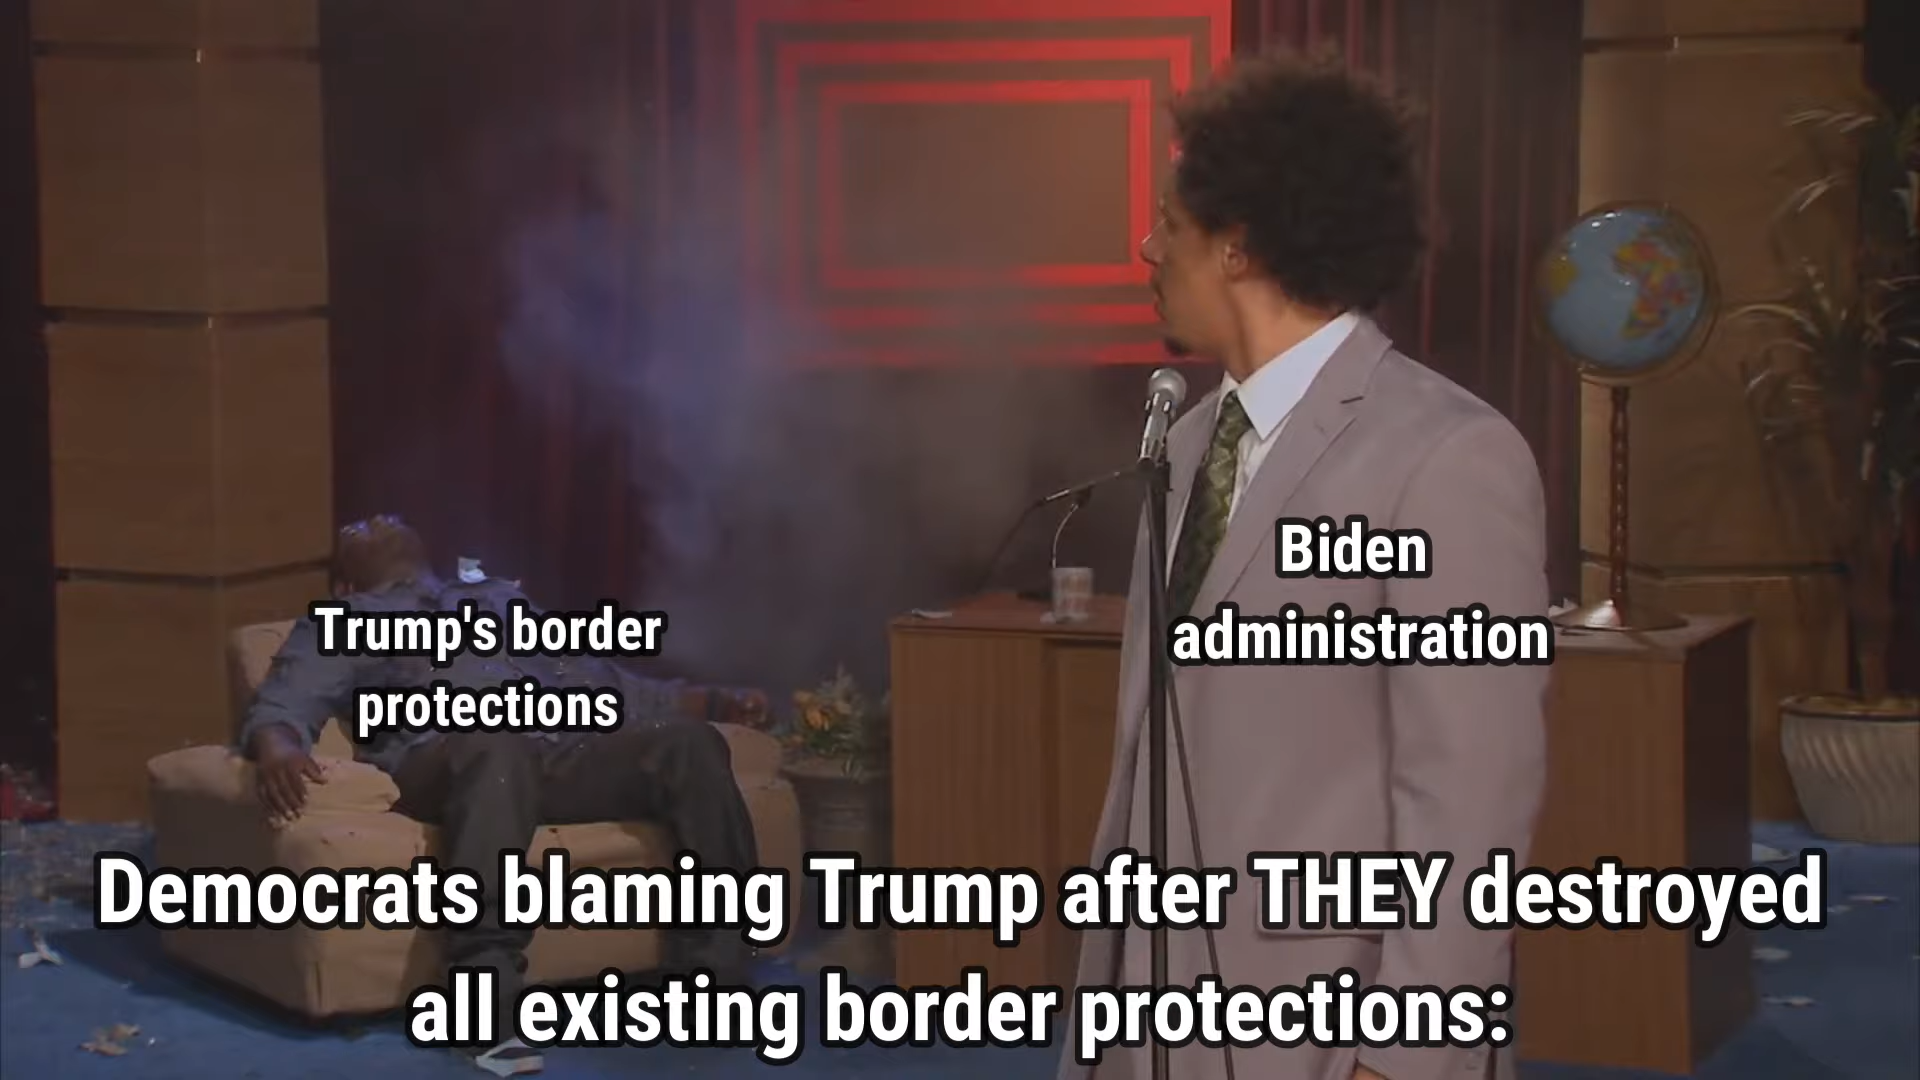 Trump's border
protections
Biden
administration
Democrats blaming Trump after THEY destroyed
all existing border protections: